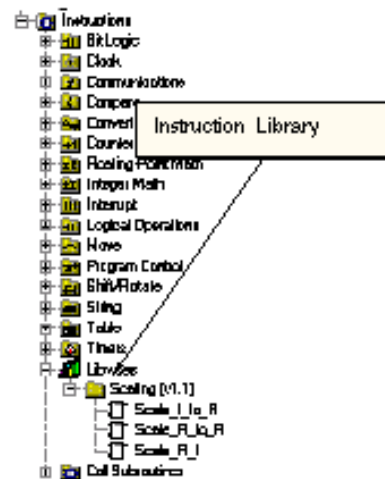 Instructions
Bit Logic
Clock
Communications
Compare
Convert
Instruction Library
Counter
Floating-Point Math
Integer Math
Interrupt
Logical Operations
Move
Program Control
Shift/Rotate
String
Table
Timers
Libraries
Scaling (v1.1)
Scale_I_to_R
Scale_R_to_R
Scale_R_I
Call Subroutines